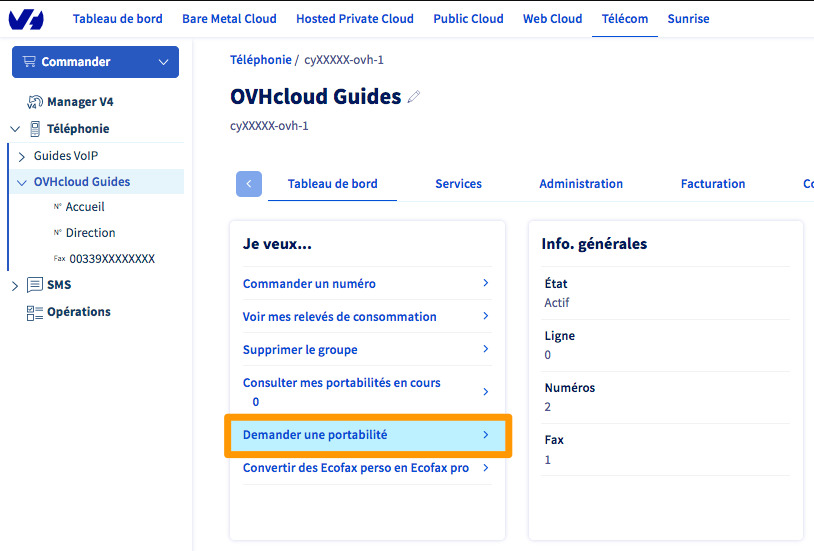 Tableau de bord Bare Metal Cloud Hosted Private Cloud Public Cloud Web Cloud Télécom Sunrise
Commander
V4 Manager V4
Téléphonie
Guides VoIP
OVHcloud Guides
N° Accueil
N° Direction
Fax 00339XXXXXXXX
SMS
Opérations
Téléphonie / cyXXXXX-ovh-1
OVHcloud Guides
cyXXXXX-ovh-1
Tableau de bord Services Administration Facturation Co
Je veux...
Commander un numéro
Voir mes relevés de consommation
Supprimer le groupe
Consulter mes portabilités en cours
0
Demander une portabilité
Convertir des Ecofax perso en Ecofax pro
Info. générales
État
Actif
Ligne
0
Numéros
2
Fax
1